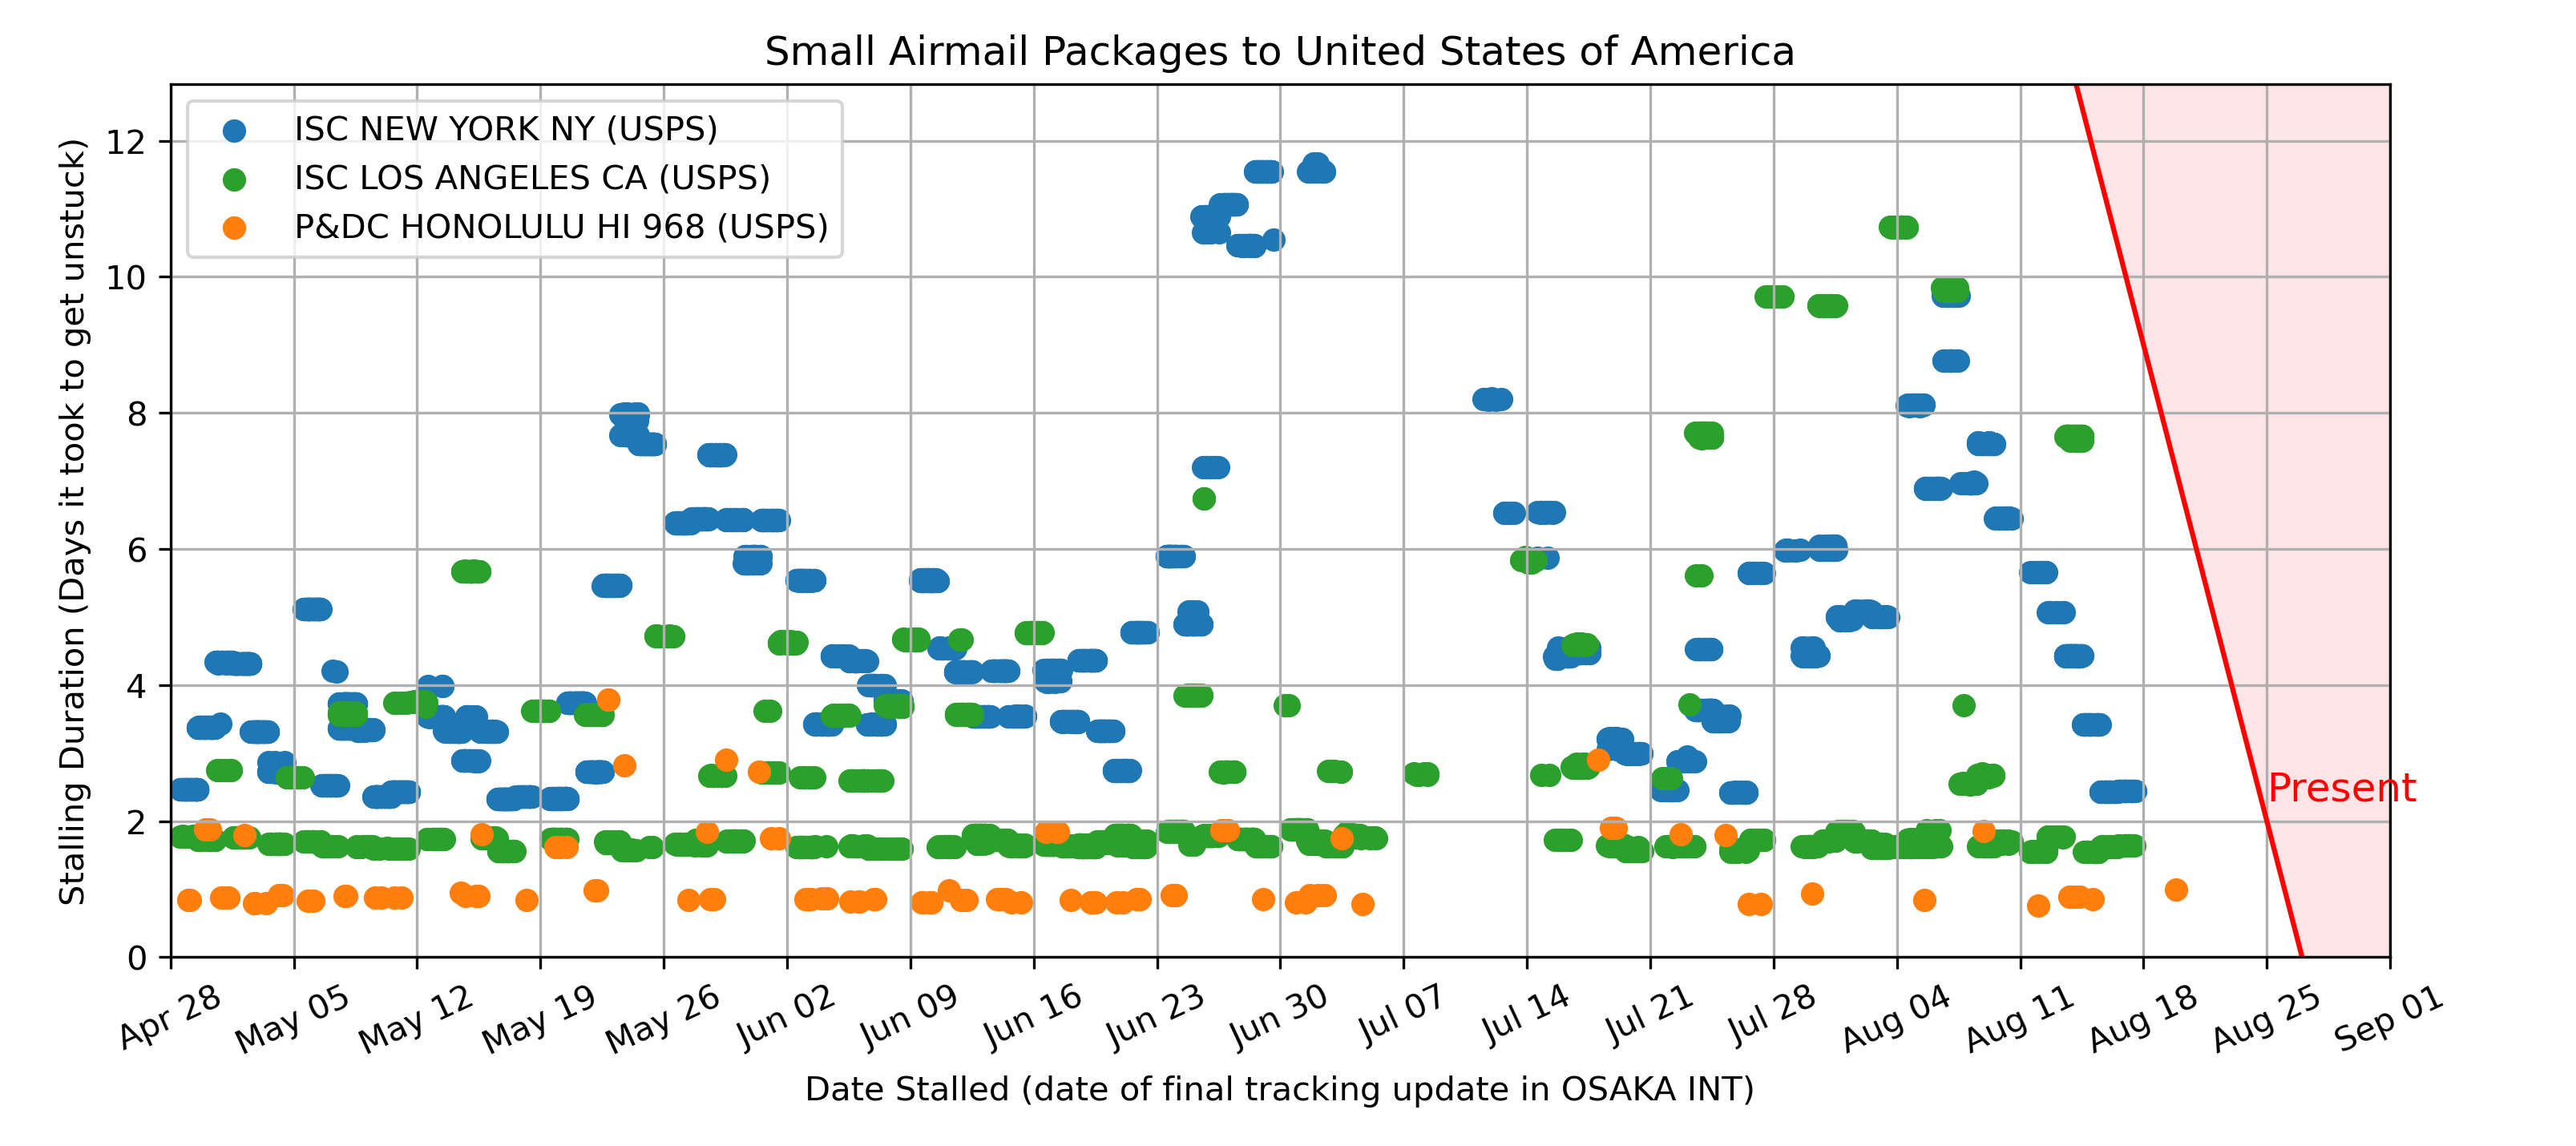 Small Airmail Packages to United States of America
ISC NEW YORK NY (USPS)
ISC LOS ANGELES CA (USPS)
P&DC HONOLULU HI 968 (USPS)
Stalling Duration (Days it took to get unstuck)
12
10
8
6
4
2
0
Present
Apr 28
May 05
May 12
May 19
May 26
Jun 02
Jun 09
Jun 16
Jun 23
Jun 30
Jul 07
Jul 14
Jul 21
Jul 28
Aug 04
Aug 11
Aug 18
Aug 25
Sep 01
Date Stalled (date of final tracking update in OSAKA INT)